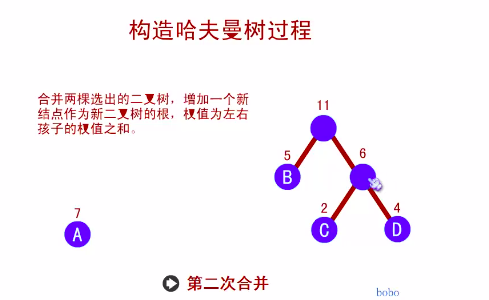 构造哈夫曼树过程
合并两棵选出的二叉树，增加一个新
结点作为新二叉树的根，权值为左右
孩子的权值之和。
11
5
6
B
2
4
7
C
D
A
第二次合并
bobo